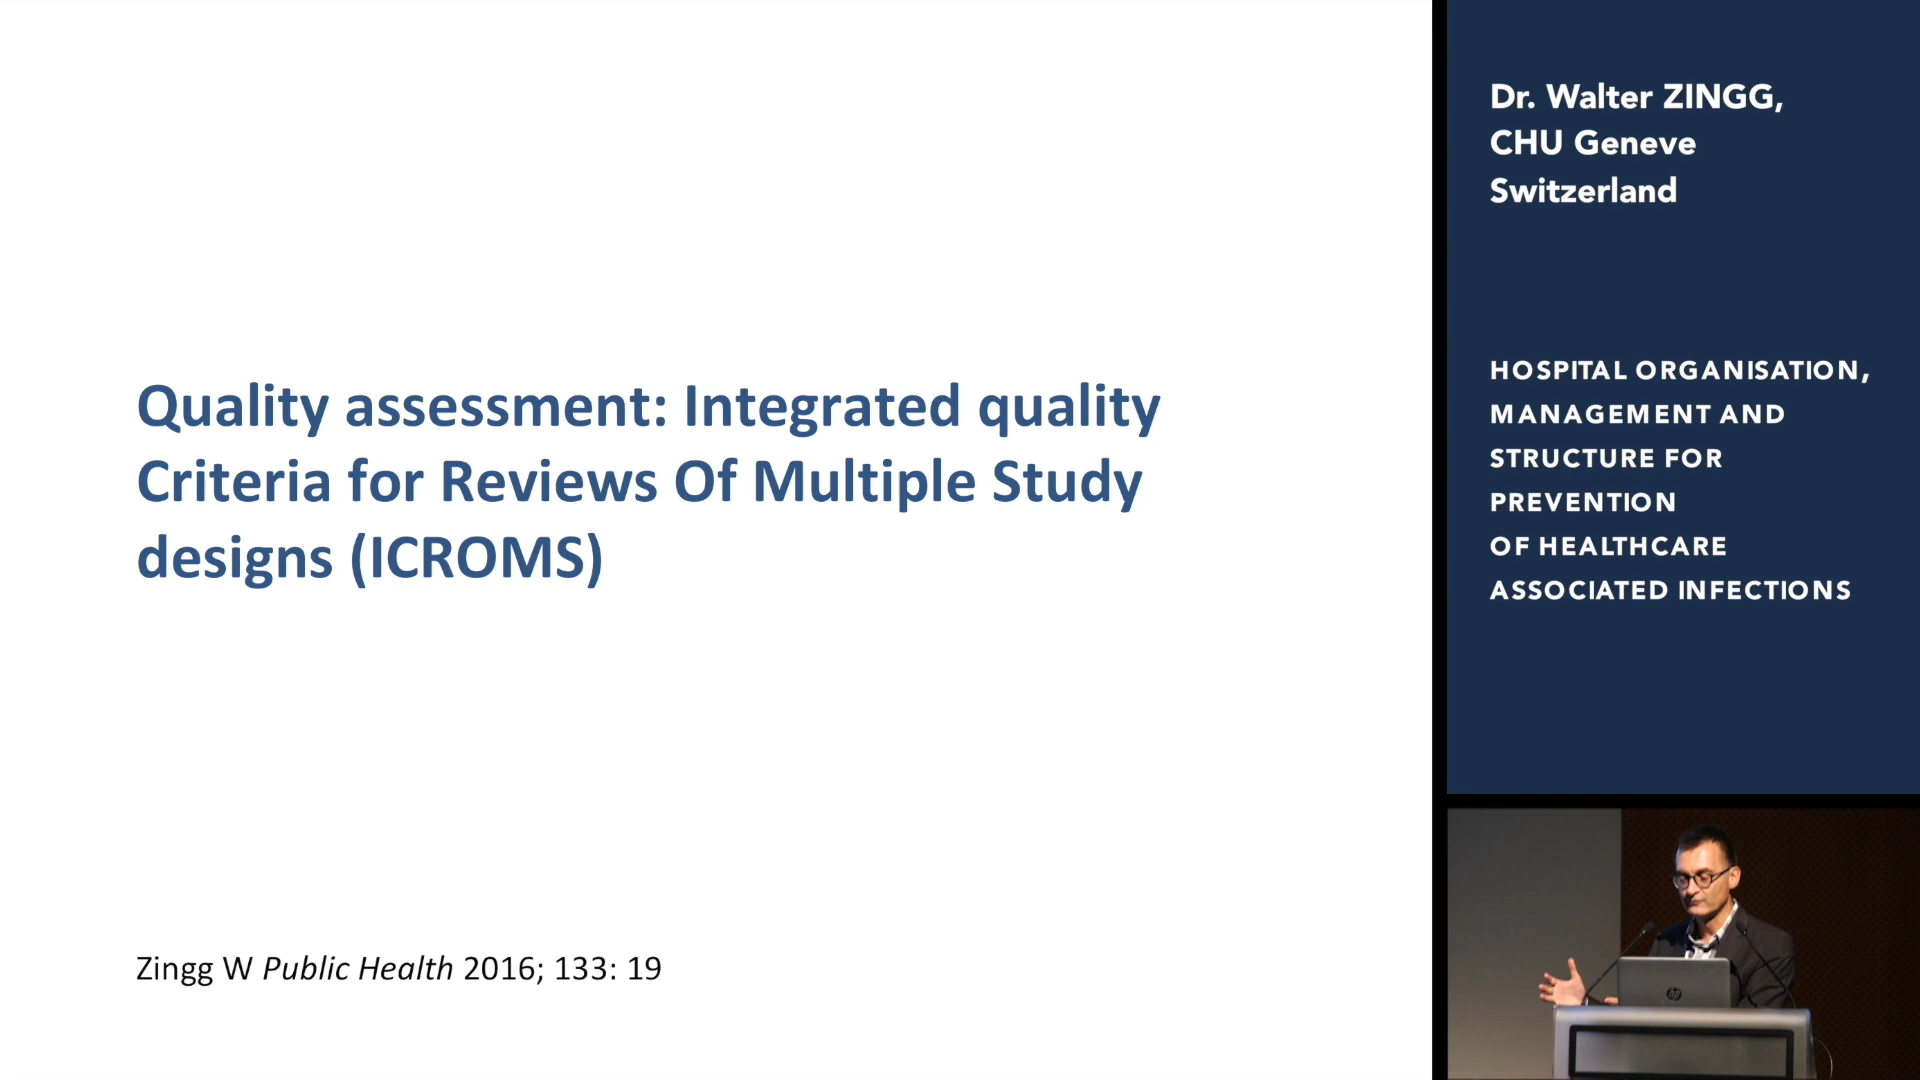 Quality assessment: Integrated quality
Criteria for Reviews Of Multiple Study
designs (ICROMS)
Zingg W Public Health 2016; 133: 19
Dr. Walter ZINGG,
CHU Geneve
Switzerland
HOSPITAL ORGANISATION,
MANAGEMENT AND
STRUCTURE FOR
PREVENTION
OF HEALTHCARE
ASSOCIATED INFECTIONS
hp